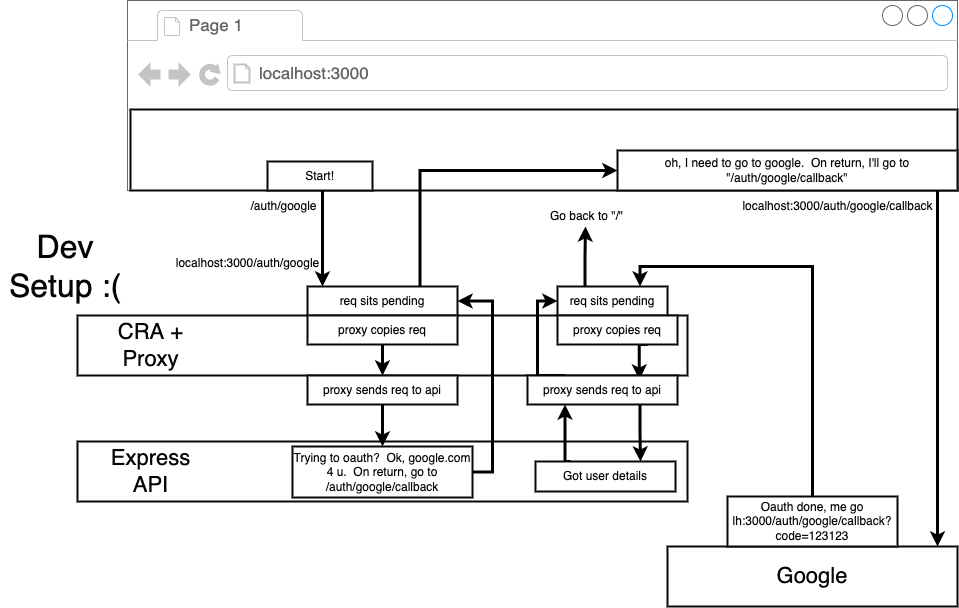 Page 1
localhost:3000
Start!
oh, I need to go to google.  On return, I'll go to
"/auth/google/callback"
/auth/google
localhost:3000/auth/google/callback
Go back to "/"
Dev
Setup :(
localhost:3000/auth/google
req sits pending
req sits pending
CRA +
Proxy
proxy copies req
proxy copies req
proxy sends req to api
proxy sends req to api
Express
API
Trying to oauth?  Ok, google.com
4 u.  On return, go to
/auth/google/callback
Got user details
Oauth done, me go
lh:3000/auth/google/callback?
code=123123
Google